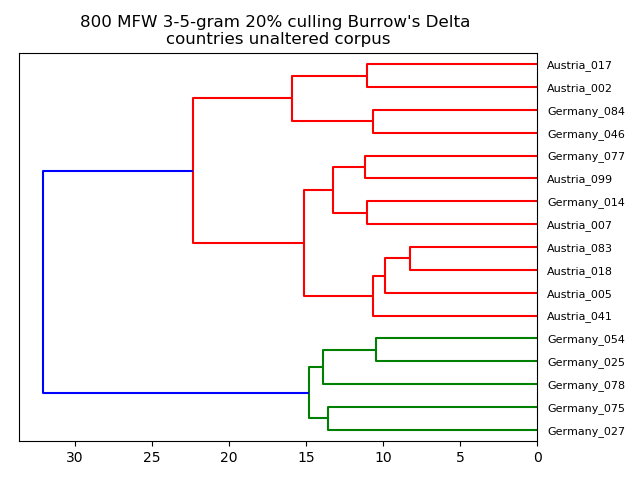 800 MFW 3-5-gram 20% culling Burrow's Delta
countries unaltered corpus
Austria_017
Austria_002
Germany_084
Germany_046
Germany_077
Austria_099
Germany_014
Austria_007
Austria_083
Austria_018
Austria_005
Austria_041
Germany_054
Germany_025
Germany_078
Germany_075
Germany_027
30 25 20 15 10 5 0